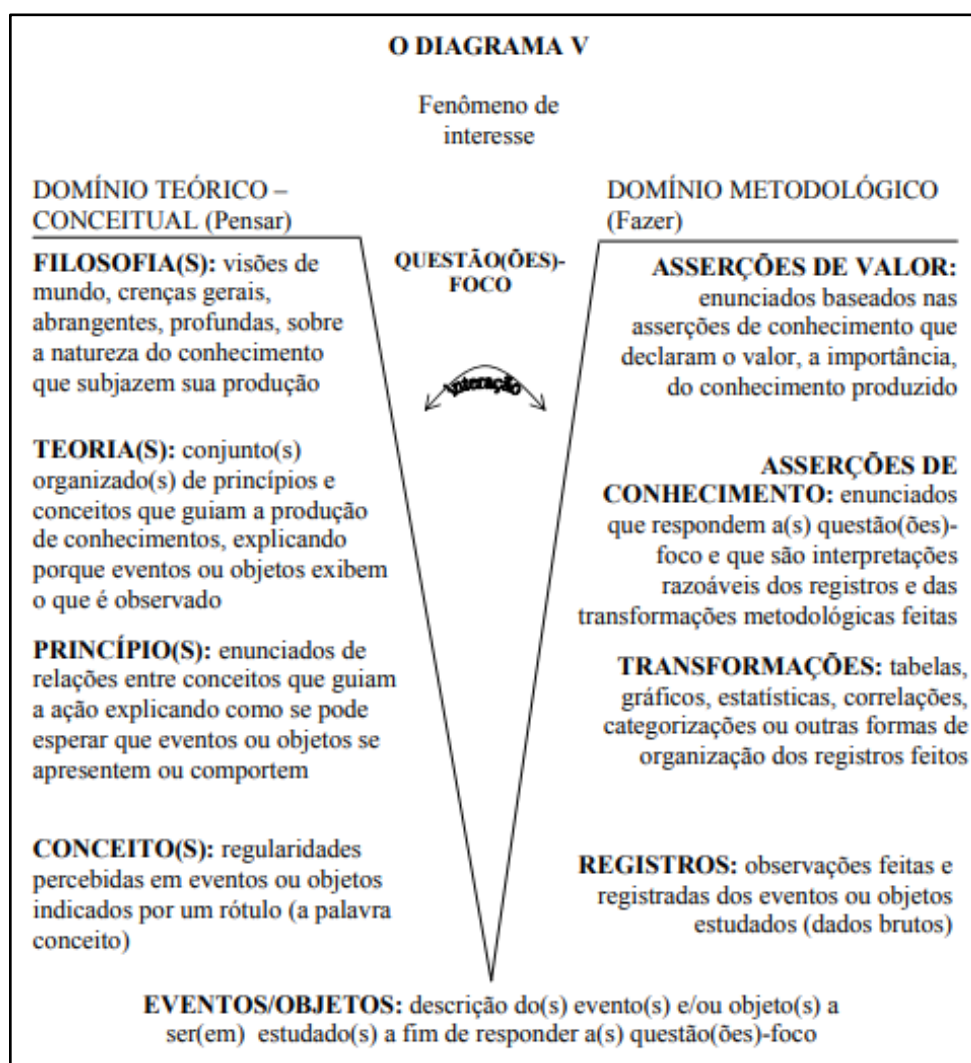 O DIAGRAMA V
Fenômeno de
interesse
DOMÍNIO TEÓRICO –
CONCEITUAL (Pensar)
FILOSOFIA(S): visões de
mundo, crenças gerais,
abrangentes, profundas, sobre
a natureza do conhecimento
que subjazem sua produção
TEORIA(S): conjunto(s)
organizado(s) de princípios e
conceitos que guiam a produção
de conhecimentos, explicando
porque eventos ou objetos exibem
o que é observado
PRINCÍPIO(S): enunciados de
relações entre conceitos que guiam
a ação explicando como se pode
esperar que eventos ou objetos se
apresentem ou comportem
CONCEITO(S): regularidades
percebidas em eventos ou objetos
indicados por um rótulo (a palavra
conceito)
QUESTÃO(ÕES)-
FOCO
Interação
DOMÍNIO METODOLÓGICO
(Fazer)
ASSERÇÕES DE VALOR:
enunciados baseados nas
asserções de conhecimento que
declaram o valor, a importância,
do conhecimento produzido
ASSERÇÕES DE
CONHECIMENTO: enunciados
que respondem a(s) questão(ões)-
foco e que são interpretações
razoáveis dos registros e das
transformações metodológicas feitas
TRANSFORMAÇÕES: tabelas,
gráficos, estatísticas, correlações,
categorizações ou outras formas de
organização dos registros feitos
REGISTROS: observações feitas e
registradas dos eventos ou objetos
estudados (dados brutos)
EVENTOS/OBJETOS: descrição do(s) evento(s) e/ou objeto(s) a
ser(em) estudado(s) a fim de responder a(s) questão(ões)-foco